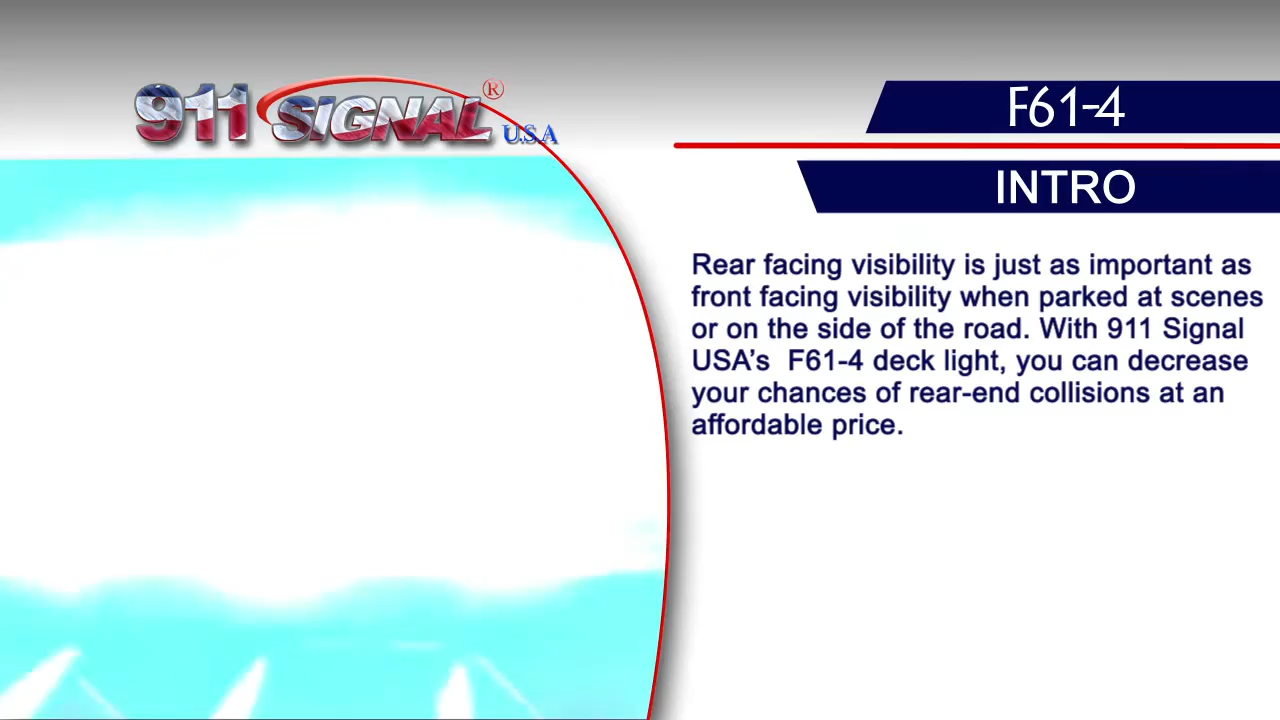 911 SIGNAL®
U.S.A
F61-4
INTRO
Rear facing visibility is just as important as
front facing visibility when parked at scenes
or on the side of the road. With 911 Signal
USA’s  F61-4 deck light, you can decrease
your chances of rear-end collisions at an
affordable price.